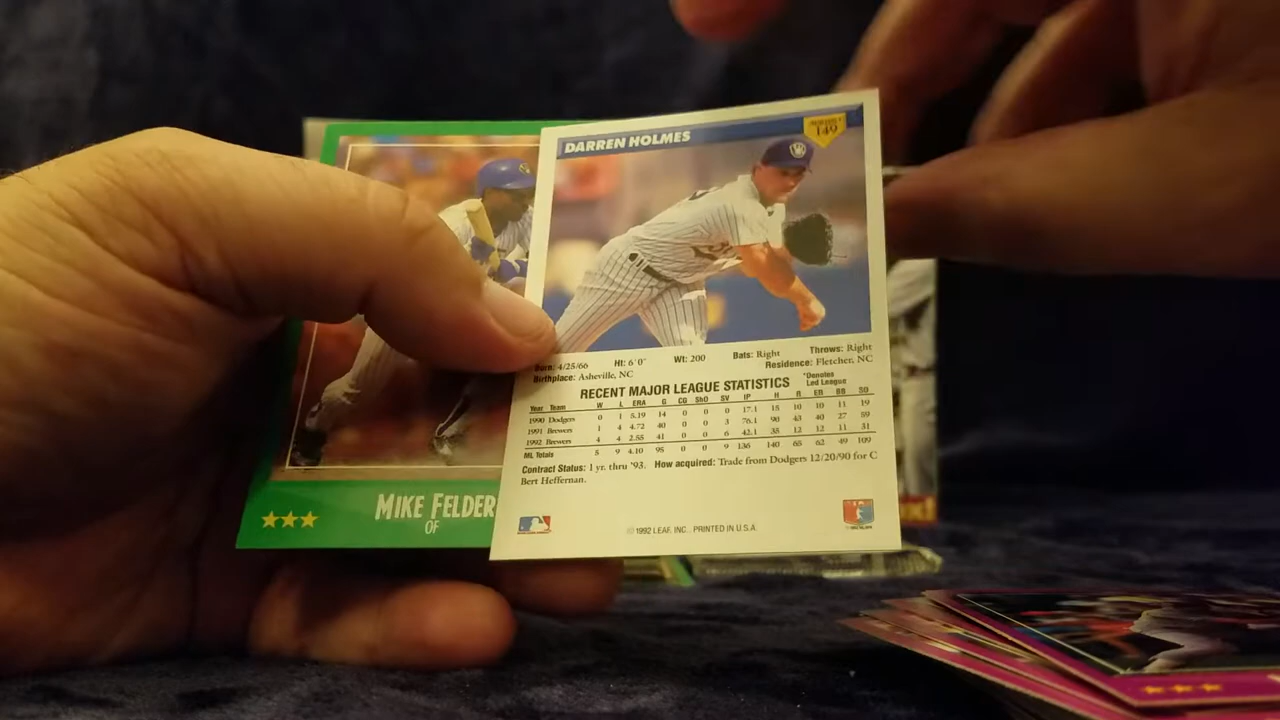 DARREN HOLMES
149
Born: 4/25/66 Ht: 6'0" Wt: 200 Bats: Right Throws: Right
Birthplace: Asheville, NC Residence: Fletcher, NC
RECENT MAJOR LEAGUE STATISTICS *Denotes Led League
Year Team W L ERA G CG ShO SV IP H R ER BB SO
1990 Dodgers 0 1 5.19 14 0 0 0 17.1 15 10 10 11 19
1991 Brewers 1 4 4.72 40 0 0 3 76.1 90 43 40 27 59
1992 Brewers 4 4 2.55 41 0 0 6 42.1 35 12 12 11 31
ML Totals 5 9 4.10 95 0 0 9 136 140 65 62 49 109
Contract Status: 1 yr. thru '93. How acquired: Trade from Dodgers 12/20/90 for C
Bert Heffernan.
©1992 LEAF, INC., PRINTED IN U.S.A.
MIKE FELDER
OF